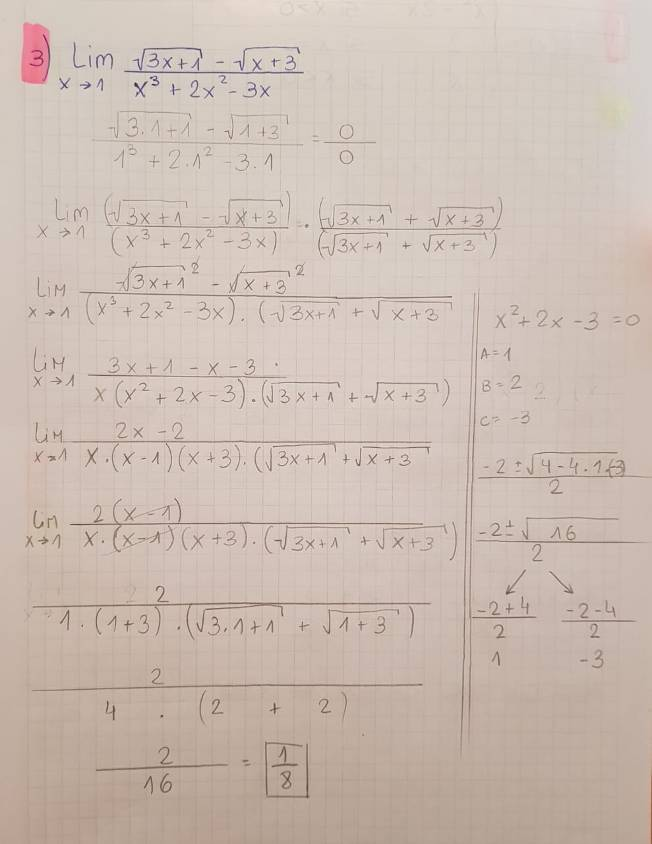 3) Lim (√(3x+1) - √(x+3)) / (x³ + 2x² - 3x)
x→1
(√(3.1+1) - √(1+3)) / (1³ + 2.1² - 3.1) = 0/0
Lim x→1 (√(3x+1) - √(x+3)) / (x³ + 2x² - 3x) · (√(3x+1) + √(x+3)) / (√(3x+1) + √(x+3))
Lim x→1 (√(3x+1)² - √(x+3)²) / (x³ + 2x² - 3x).(√(3x+1) + √(x+3)
Lim x→1 (3x+1 - x - 3) / x(x² + 2x - 3).(√(3x+1) + √(x+3))
Lim x→1 (2x - 2) / x.(x-1)(x+3).(√(3x+1) + √(x+3)
Lim x→1 2(x-1) / x.(x-1)(x+3).(√(3x+1) + √(x+3))
2 / 1.(1+3).(√(3.1+1) + √(1+3))
2 / 4 . (2 + 2)
2/16 = 1/8
x² + 2x - 3 = 0
A = 1
B = 2
C = -3
(-2 ± √(4-4.1(-3)) / 2
(-2 ± √16) / 2
(-2+4)/2 (-2-4)/2
1 -3